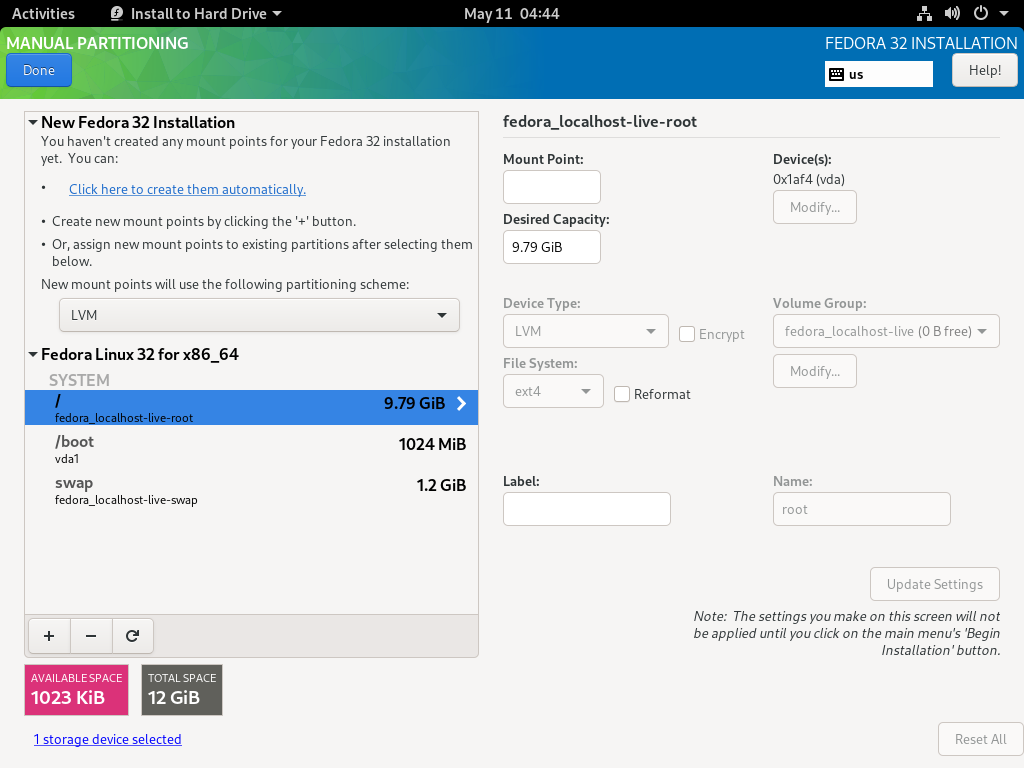 Activities
Install to Hard Drive
May 11 04:44
MANUAL PARTITIONING
FEDORA 32 INSTALLATION
Done
us
Help!
New Fedora 32 Installation
You haven't created any mount points for your Fedora 32 installation
yet. You can:
• Click here to create them automatically.
• Create new mount points by clicking the '+' button.
• Or, assign new mount points to existing partitions after selecting them
below.
New mount points will use the following partitioning scheme:
LVM
Fedora Linux 32 for x86_64
SYSTEM
/
9.79 GiB
fedora_localhost-live-root
/boot
1024 MiB
vda1
swap
1.2 GiB
fedora_localhost-live-swap
+ −
AVAILABLE SPACE
1023 KiB
TOTAL SPACE
12 GiB
1 storage device selected
fedora_localhost-live-root
Mount Point:
Device(s):
0x1af4 (vda)
Modify...
Desired Capacity:
9.79 GiB
Device Type:
LVM
Encrypt
Volume Group:
fedora_localhost-live (0 B free)
Modify...
File System:
ext4
Reformat
Label:
Name:
root
Update Settings
Note: The settings you make on this screen will not
be applied until you click on the main menu's 'Begin
Installation' button.
Reset All